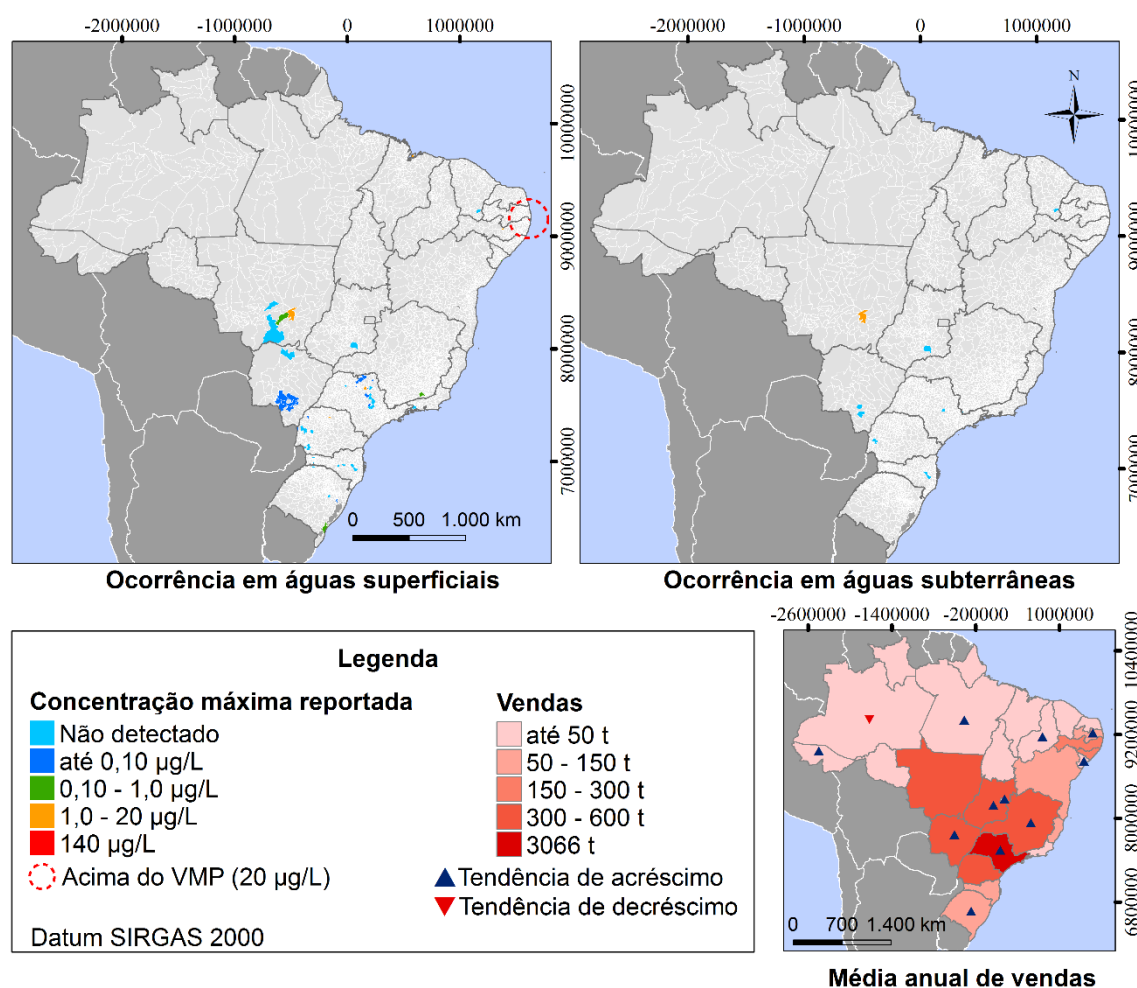 -2000000 -1000000 0 1000000
-2000000 -1000000 0 1000000
N
10000000
9000000
8000000
7000000
10000000
9000000
8000000
7000000
0 500 1.000 km
Ocorrência em águas superficiais
Ocorrência em águas subterrâneas
Legenda
Concentração máxima reportada
Não detectado
até 0,10 µg/L
0,10 - 1,0 µg/L
1,0 - 20 µg/L
140 µg/L
Acima do VMP (20 µg/L)
Datum SIRGAS 2000
Vendas
até 50 t
50 - 150 t
150 - 300 t
300 - 600 t
3066 t
Tendência de acréscimo
Tendência de decréscimo
-2600000 -1400000 -200000 1000000
10400000
9200000
8000000
6800000
0 700 1.400 km
Média anual de vendas